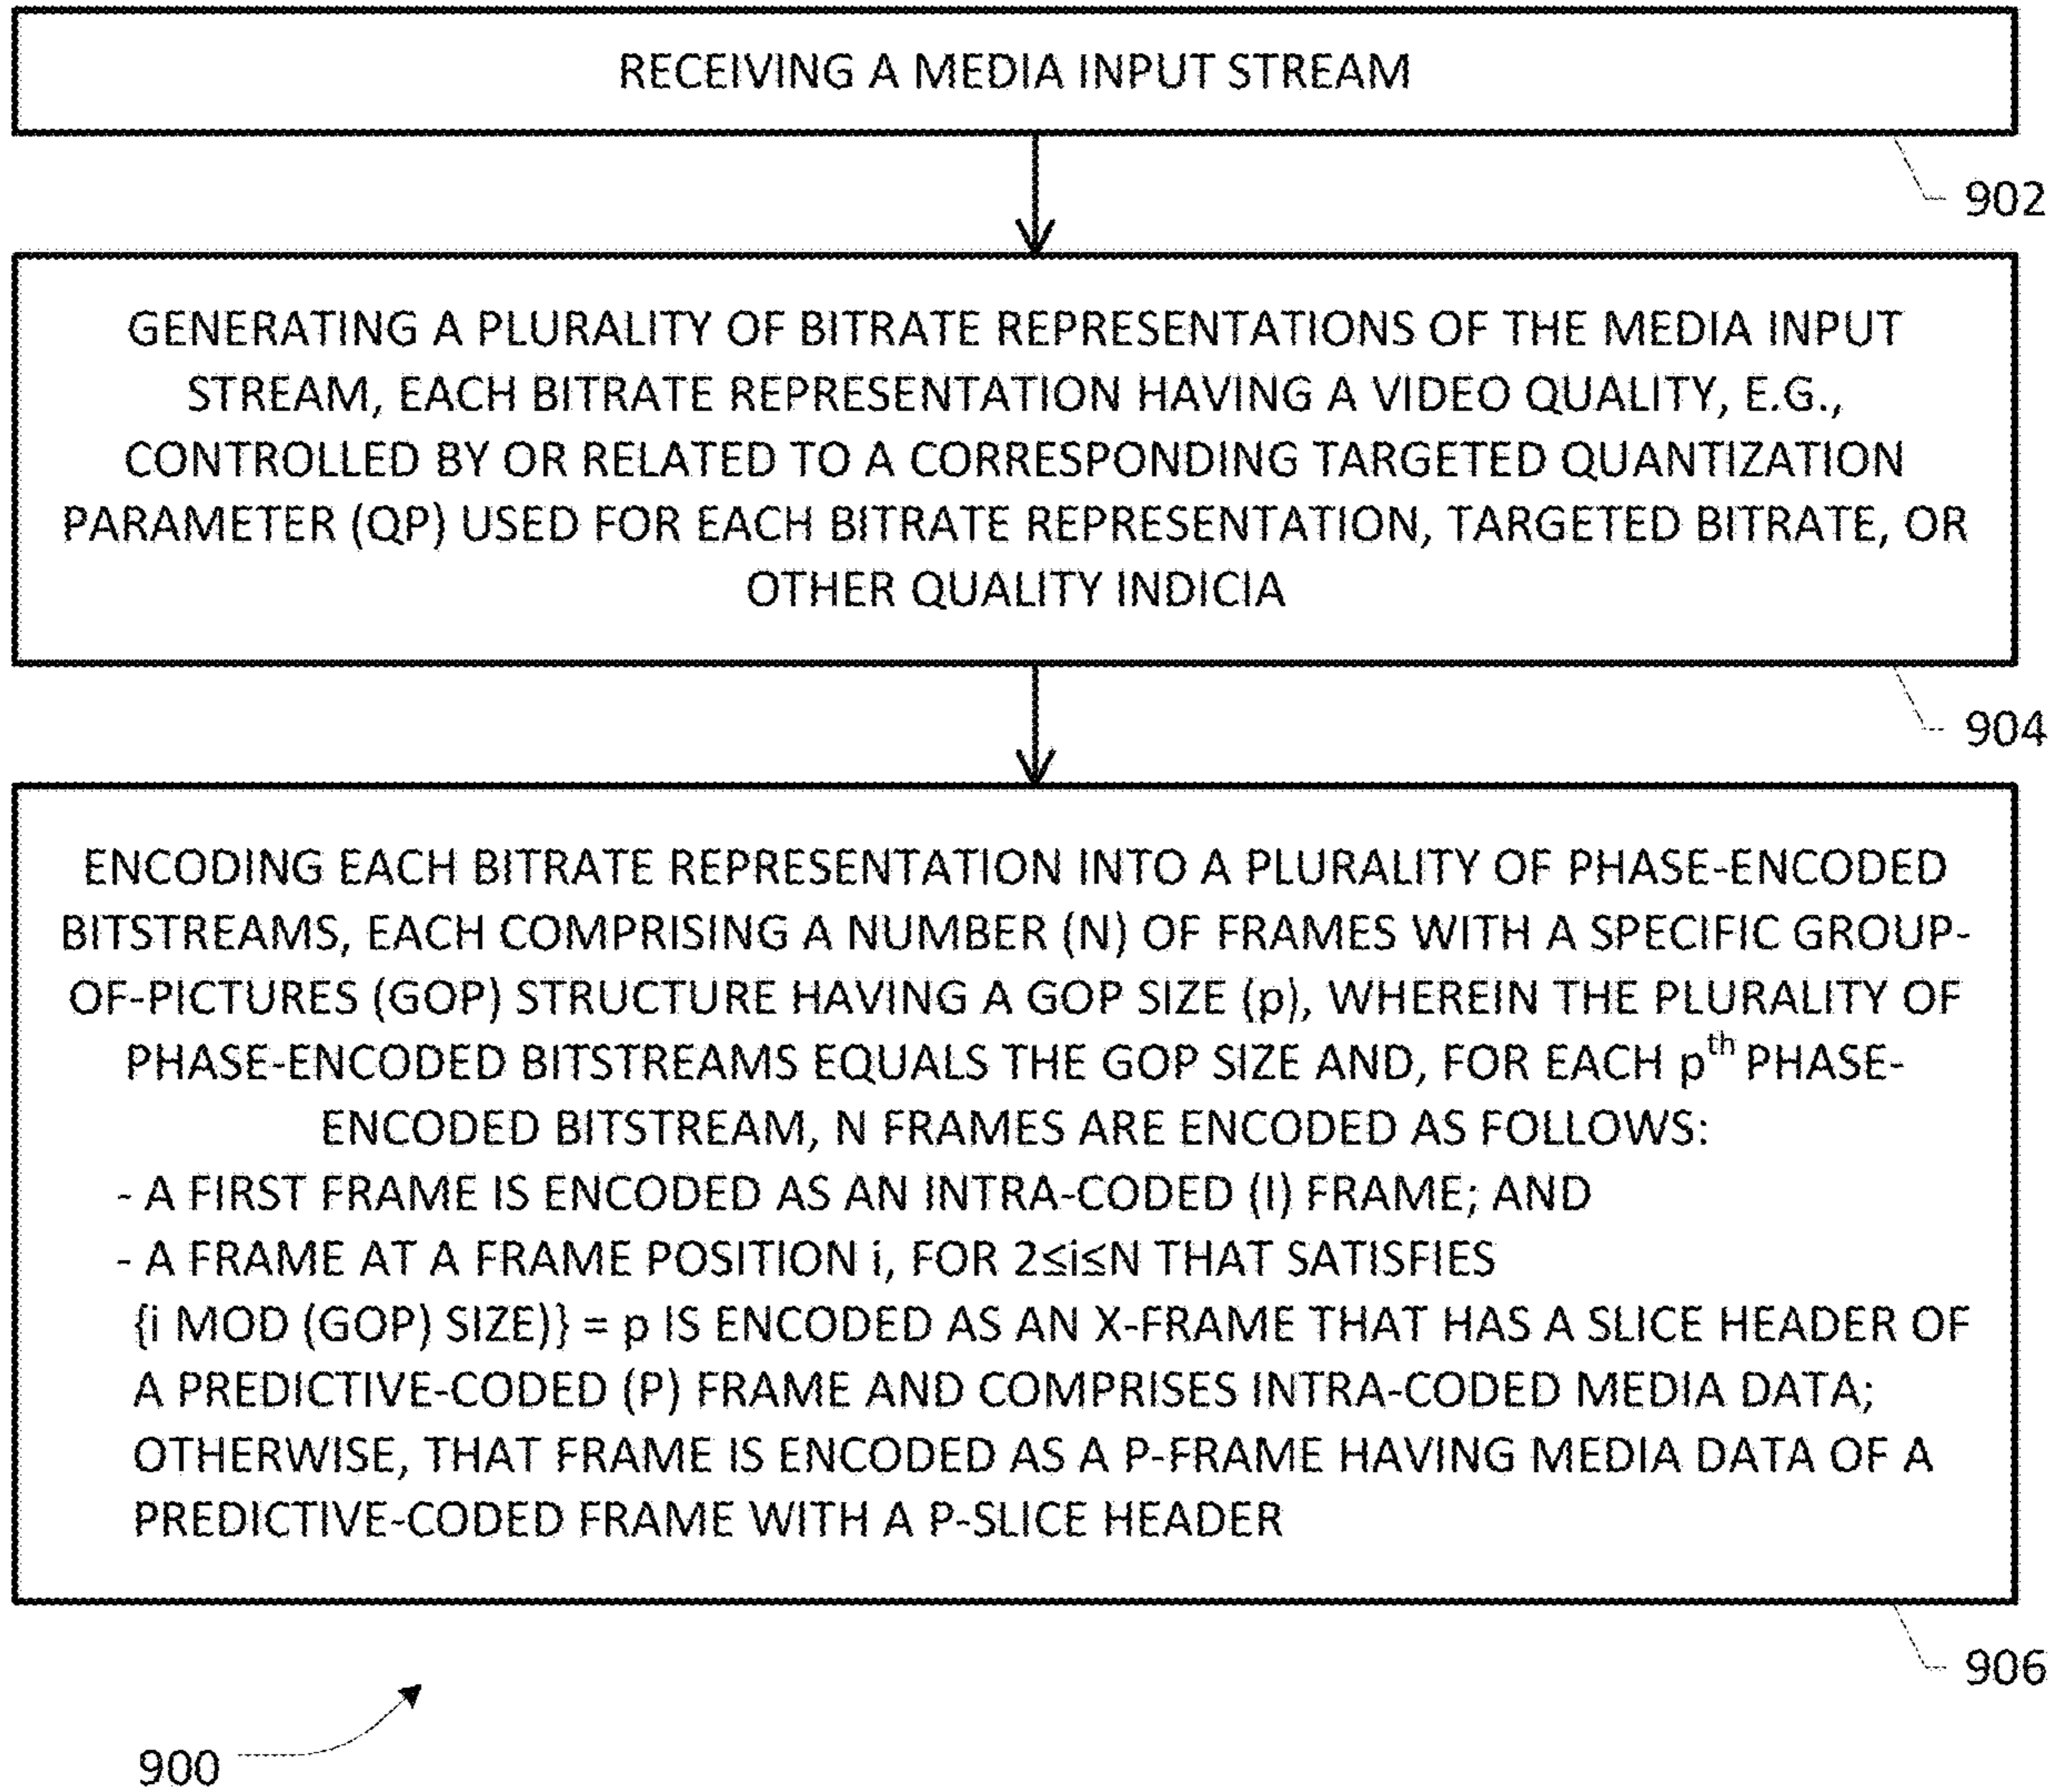 RECEIVING A MEDIA INPUT STREAM
902
GENERATING A PLURALITY OF BITRATE REPRESENTATIONS OF THE MEDIA INPUT
STREAM, EACH BITRATE REPRESENTATION HAVING A VIDEO QUALITY, E.G.,
CONTROLLED BY OR RELATED TO A CORRESPONDING TARGETED QUANTIZATION
PARAMETER (QP) USED FOR EACH BITRATE REPRESENTATION, TARGETED BITRATE, OR
OTHER QUALITY INDICIA
904
ENCODING EACH BITRATE REPRESENTATION INTO A PLURALITY OF PHASE-ENCODED
BITSTREAMS, EACH COMPRISING A NUMBER (N) OF FRAMES WITH A SPECIFIC GROUP-
OF-PICTURES (GOP) STRUCTURE HAVING A GOP SIZE (p), WHEREIN THE PLURALITY OF
PHASE-ENCODED BITSTREAMS EQUALS THE GOP SIZE AND, FOR EACH pth PHASE-
ENCODED BITSTREAM, N FRAMES ARE ENCODED AS FOLLOWS:
- A FIRST FRAME IS ENCODED AS AN INTRA-CODED (I) FRAME; AND
- A FRAME AT A FRAME POSITION i, FOR 2≤i≤N THAT SATISFIES
{i MOD (GOP) SIZE)} = p IS ENCODED AS AN X-FRAME THAT HAS A SLICE HEADER OF
A PREDICTIVE-CODED (P) FRAME AND COMPRISES INTRA-CODED MEDIA DATA;
OTHERWISE, THAT FRAME IS ENCODED AS A P-FRAME HAVING MEDIA DATA OF A
PREDICTIVE-CODED FRAME WITH A P-SLICE HEADER
906
900